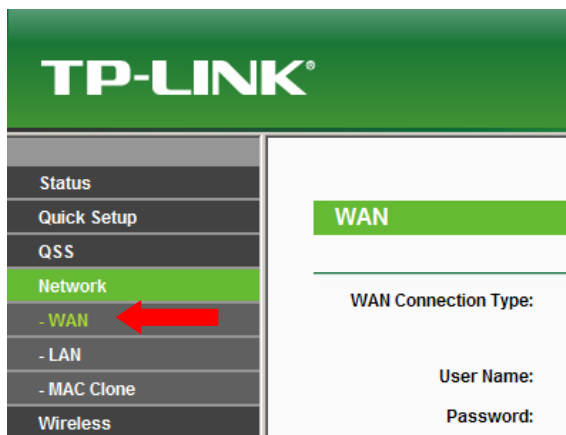 TP-LINK®
Status
Quick Setup
QSS
Network
- WAN
- LAN
- MAC Clone
Wireless
WAN
WAN Connection Type:
User Name:
Password: